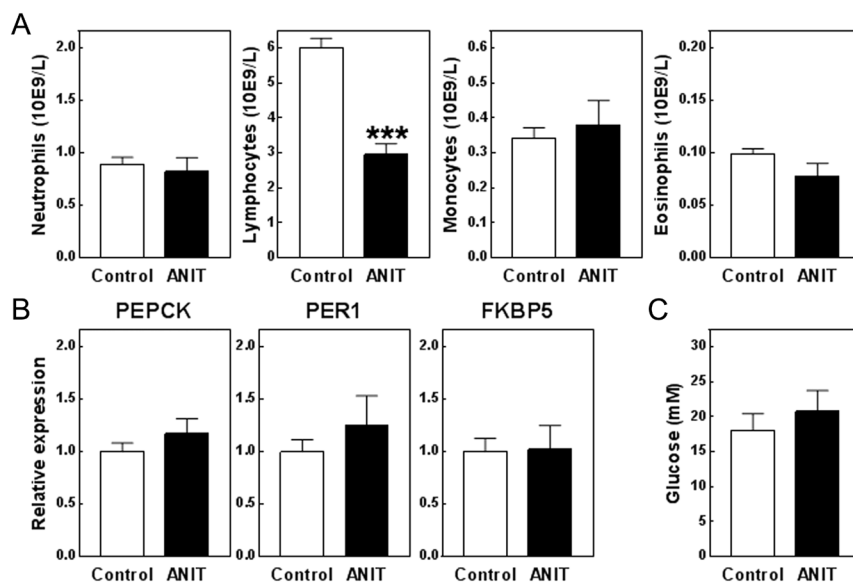 A
Neutrophils (10E9/L)
2.0
1.5
1.0
0.5
0.0
Control ANIT
Lymphocytes (10E9/L)
6
5
4
3
2
1
0
***
Control ANIT
Monocytes (10E9/L)
0.6
0.5
0.4
0.3
0.2
0.1
0.0
Control ANIT
Eosinophils (10E9/L)
0.20
0.15
0.10
0.05
0.00
Control ANIT
B
PEPCK
Relative expression
2.0
1.5
1.0
0.5
0.0
Control ANIT
PER1
2.0
1.5
1.0
0.5
0.0
Control ANIT
FKBP5
2.0
1.5
1.0
0.5
0.0
Control ANIT
C
Glucose (mM)
30
25
20
15
10
5
0
Control ANIT